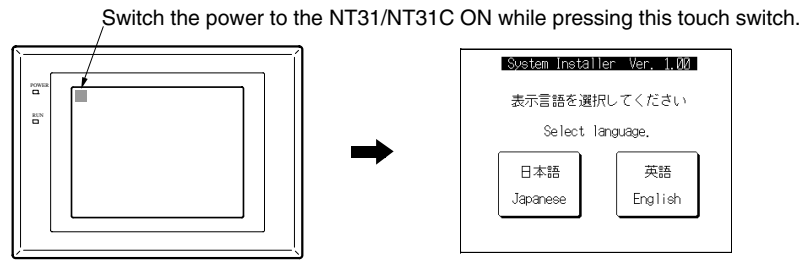 Switch the power to the NT31/NT31C ON while pressing this touch switch.
POWER
RUN
System Installer Ver. 1.00
表示言語を選択してください
Select language.
日本語
Japanese
英語
English